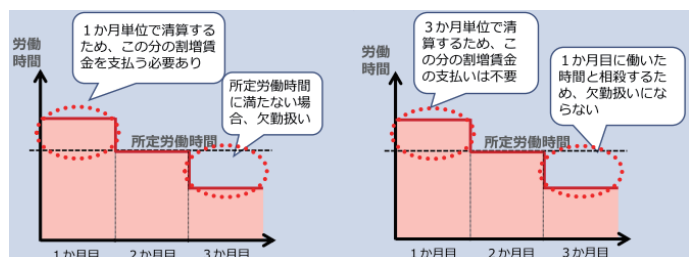 労働
時間
１か月単位で清算する
ため、この分の割増賃
金を支払う必要あり
所定労働時間
に満たない場
合、欠勤扱い
所定労働時間
１か月目
２か月目
３か月目
労働
時間
３か月単位で清
算するため、こ
の分の割増賃金
の支払いは不要
１か月目に働いた
時間と相殺するた
め、欠勤扱いにな
らない
所定労働時間
１か月目
２か月目
３か月目